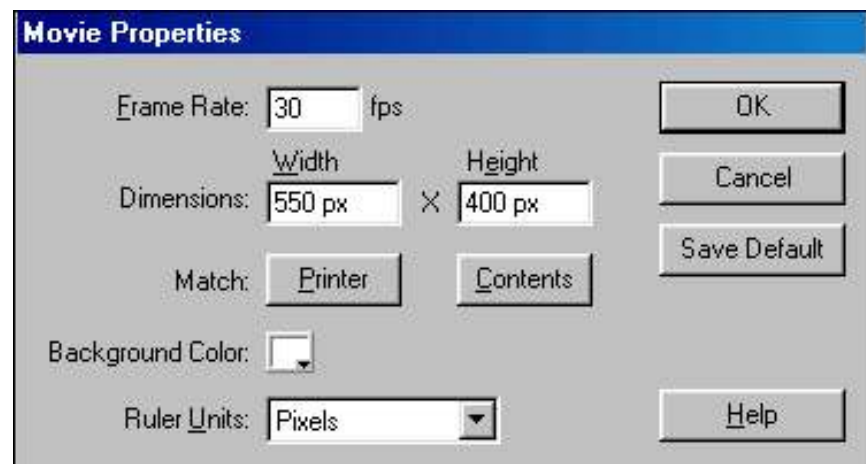 Movie Properties
Frame Rate: 30 fps
OK
Width Height
Dimensions: 550 px X 400 px
Cancel
Save Default
Match: Printer Contents
Background Color:
Ruler Units: Pixels
Help